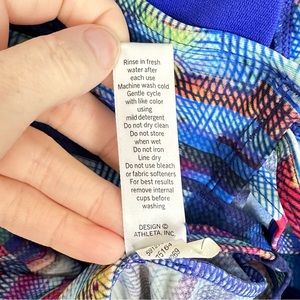 Rinse in fresh
water after
each use
Machine wash cold
Gentle cycle
with like color
using
mild detergent
Do not dry clean
Do not store
when wet
Do not iron
Line dry
Do not use bleach
or fabric softeners
For best results
remove internal
cups before
washing
DESIGN ©
ATHLETA, INC.